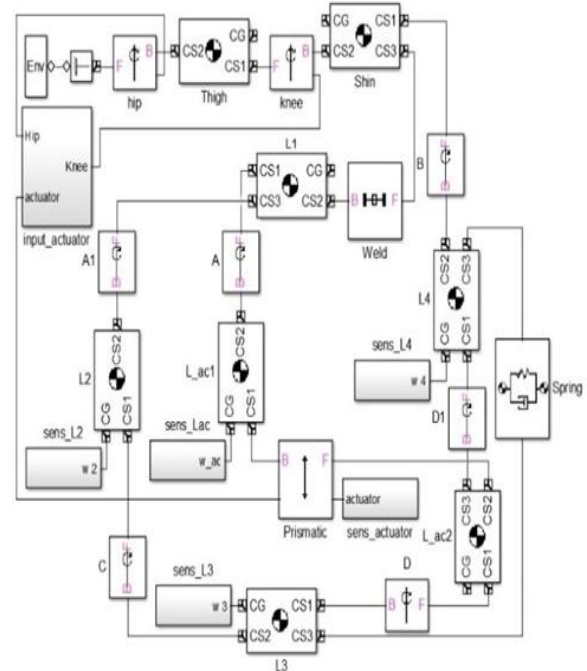 CG CS1
CS2 CS3
Shin
Env
F B
hip
CS2 CG
CS1
Thigh
F B
knee
Hip
Knee
actuator
input_actuator
L1
CS1 CG
CS3 CS2
B F
Weld
B
F
B
A1
F
B
A
F
B
CS2 CS3
L4
CG CS1
sens_L4
w 4
CS2
L2
CG CS1
CS2
L_ac1
CG CS1
Spring
D1
F
B
sens_L2
w 2
sens_Lac
w_ac
B F
Prismatic
actuator
sens_actuator
CS3 CS2
L_ac2
CG CS1
C
F
B
sens_L3
w 3
CG CS1
CS2 CS3
L3
D
B F